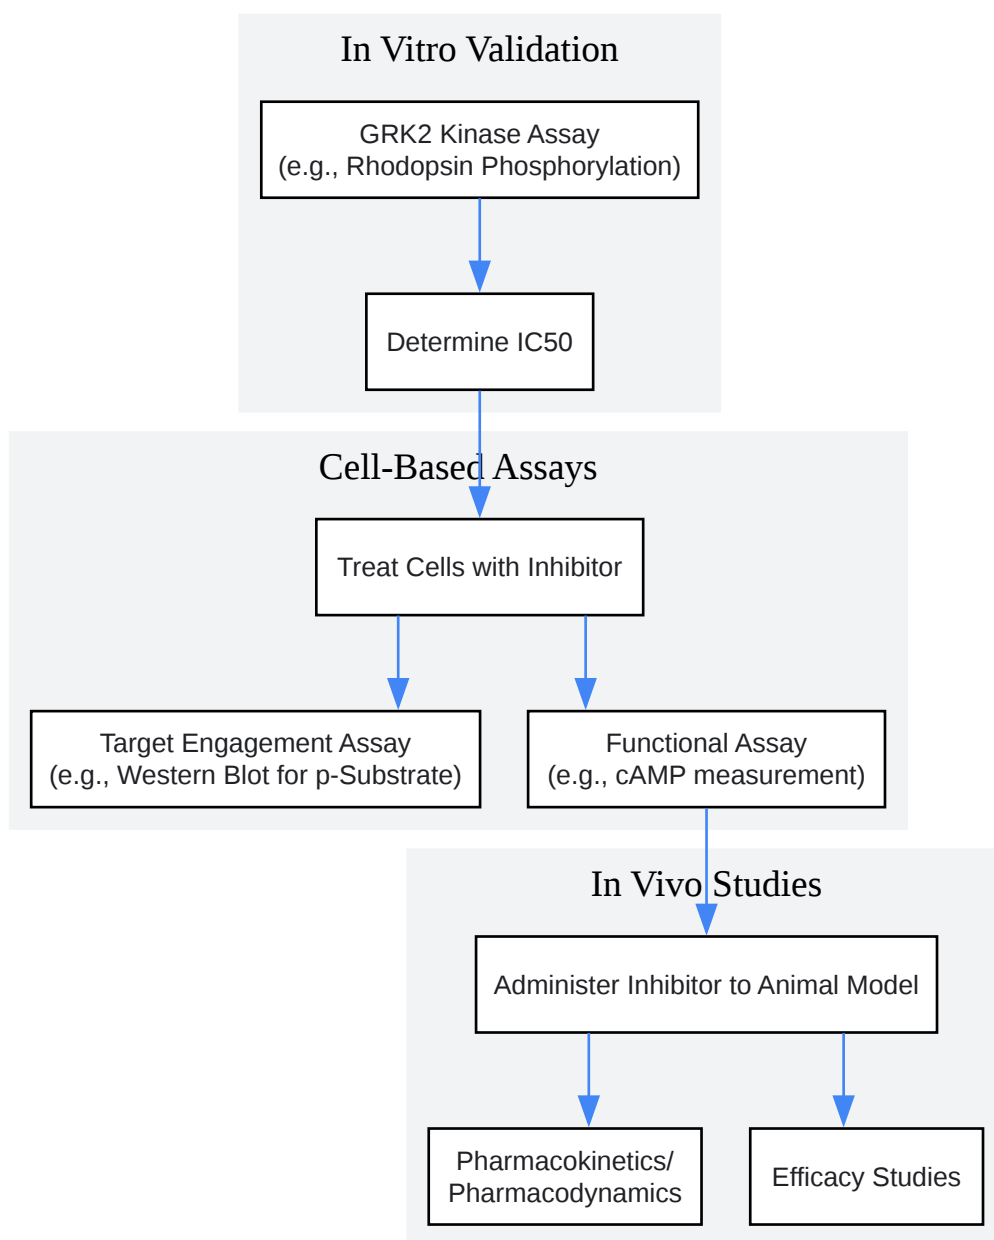 In Vitro Validation
GRK2 Kinase Assay
(e.g., Rhodopsin Phosphorylation)
Determine IC50
Cell-Based Assays
Treat Cells with Inhibitor
Target Engagement Assay
(e.g., Western Blot for p-Substrate)
Functional Assay
(e.g., cAMP measurement)
In Vivo Studies
Administer Inhibitor to Animal Model
Pharmacokinetics/
Pharmacodynamics
Efficacy Studies